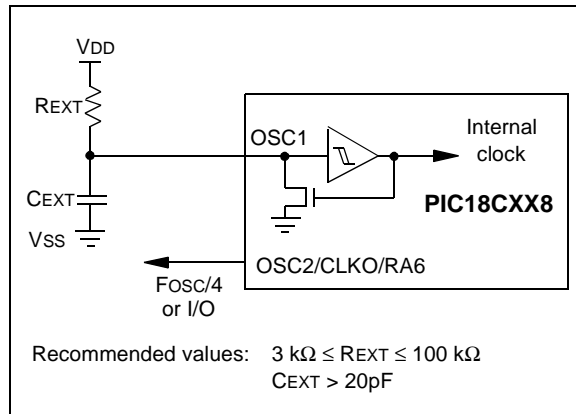 VDD
REXT
OSC1
Internal
clock
CEXT
PIC18CXX8
VSS
OSC2/CLKO/RA6
FOSC/4
or I/O
Recommended values: 3 kΩ ≤ REXT ≤ 100 kΩ
CEXT > 20pF